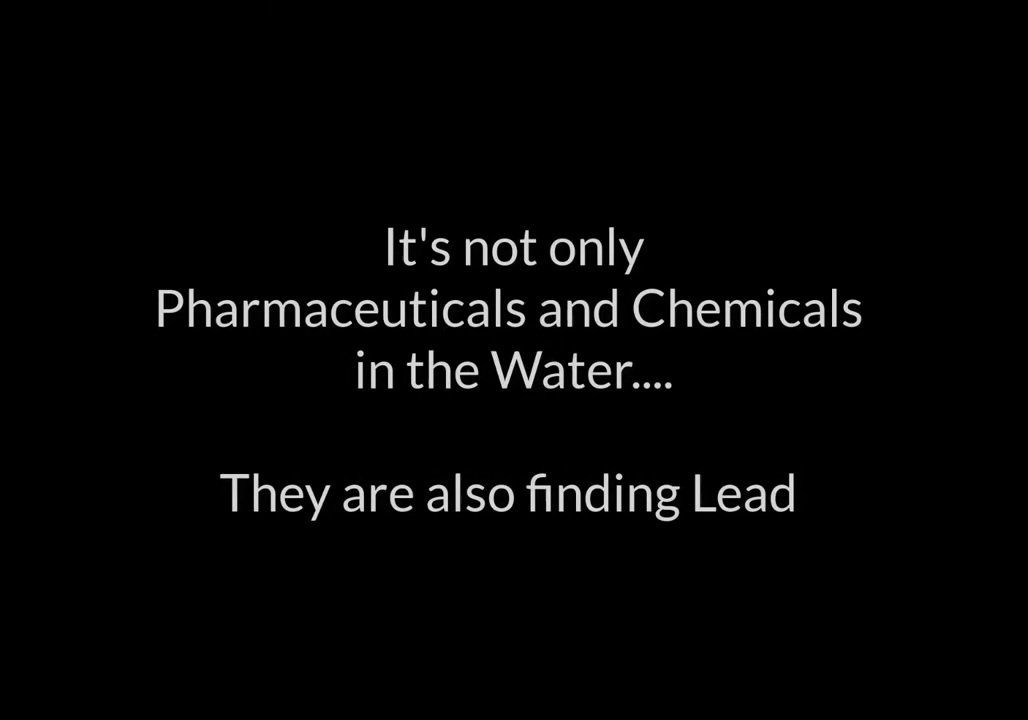 It's not only
Pharmaceuticals and Chemicals
in the Water....
They are also finding Lead